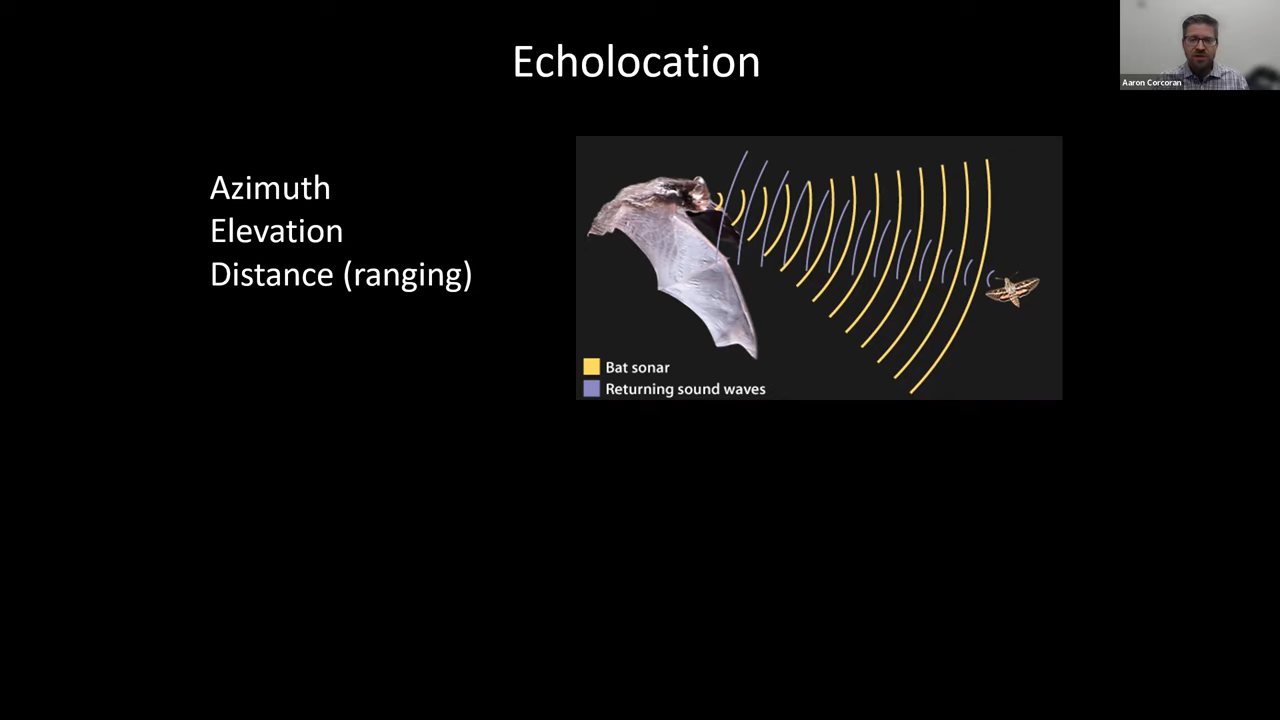 Echolocation
Aaron Corcoran
Azimuth
Elevation
Distance (ranging)
Bat sonar
Returning sound waves